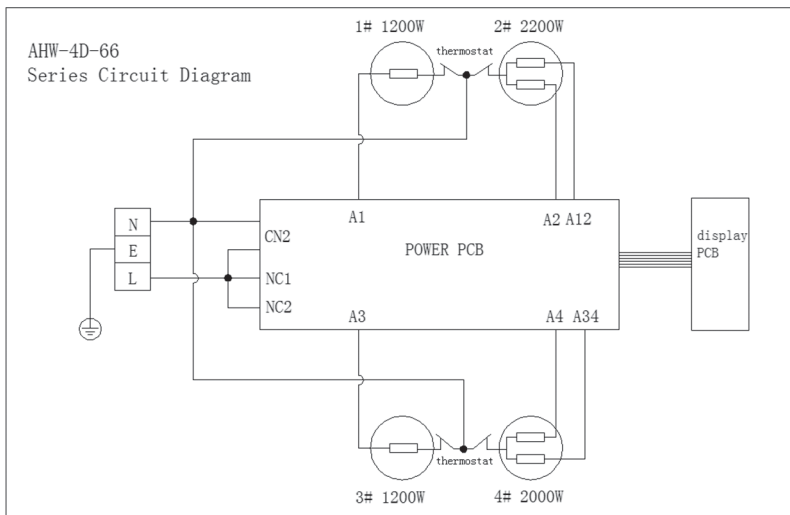 1# 1200W
2# 2200W
AHW-4D-66
Series Circuit Diagram
thermostat
N
E
L
A1
A2 A12
CN2
POWER PCB
NC1
NC2
A3
A4 A34
display
PCB
thermostat
3# 1200W
4# 2000W